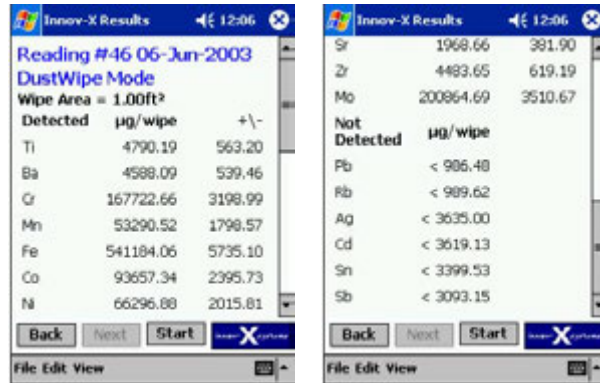 Innov-X Results 12:06
Reading #46 06-Jun-2003
DustWipe Mode
Wipe Area = 1.00ft²
Detected µg/wipe +\-
Ti 4790.19 563.20
Ba 4588.09 539.46
Cr 167722.66 3198.99
Mn 53290.52 1798.57
Fe 541184.06 5735.10
Co 93657.34 2395.73
Ni 66296.88 2015.81
Back Next Start Innov-X systems
File Edit View
Innov-X Results 12:06
Sr 1968.66 381.90
Zr 4483.65 619.19
Mo 200864.69 3510.67
Not
Detected µg/wipe
Pb < 986.48
Rb < 989.62
Ag < 3635.00
Cd < 3619.13
Sn < 3399.53
Sb < 3093.15
Back Next Start Innov-X systems
File Edit View